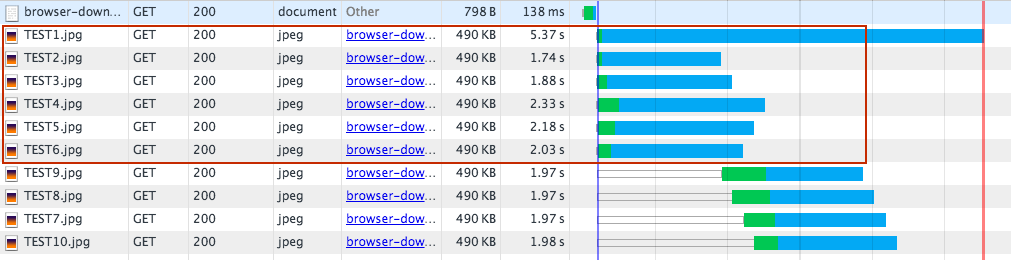 browser-down... GET 200 document Other 798 B 138 ms
TEST1.jpg GET 200 jpeg browser-dow... 490 KB 5.37 s
TEST2.jpg GET 200 jpeg browser-dow... 490 KB 1.74 s
TEST3.jpg GET 200 jpeg browser-dow... 490 KB 1.88 s
TEST4.jpg GET 200 jpeg browser-dow... 490 KB 2.33 s
TEST5.jpg GET 200 jpeg browser-dow... 490 KB 2.18 s
TEST6.jpg GET 200 jpeg browser-dow... 490 KB 2.03 s
TEST9.jpg GET 200 jpeg browser-dow... 490 KB 1.97 s
TEST8.jpg GET 200 jpeg browser-dow... 490 KB 1.97 s
TEST7.jpg GET 200 jpeg browser-dow... 490 KB 1.97 s
TEST10.jpg GET 200 jpeg browser-dow... 490 KB 1.98 s